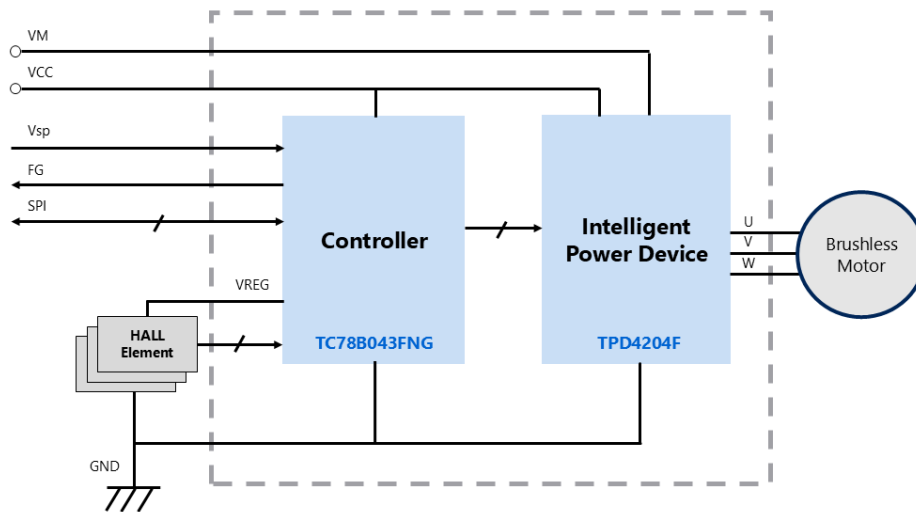 VM
VCC
Vsp
FG
SPI
Controller
Intelligent
Power Device
U
V
W
Brushless
Motor
VREG
HALL
Element
TC78B043FNG
TPD4204F
GND